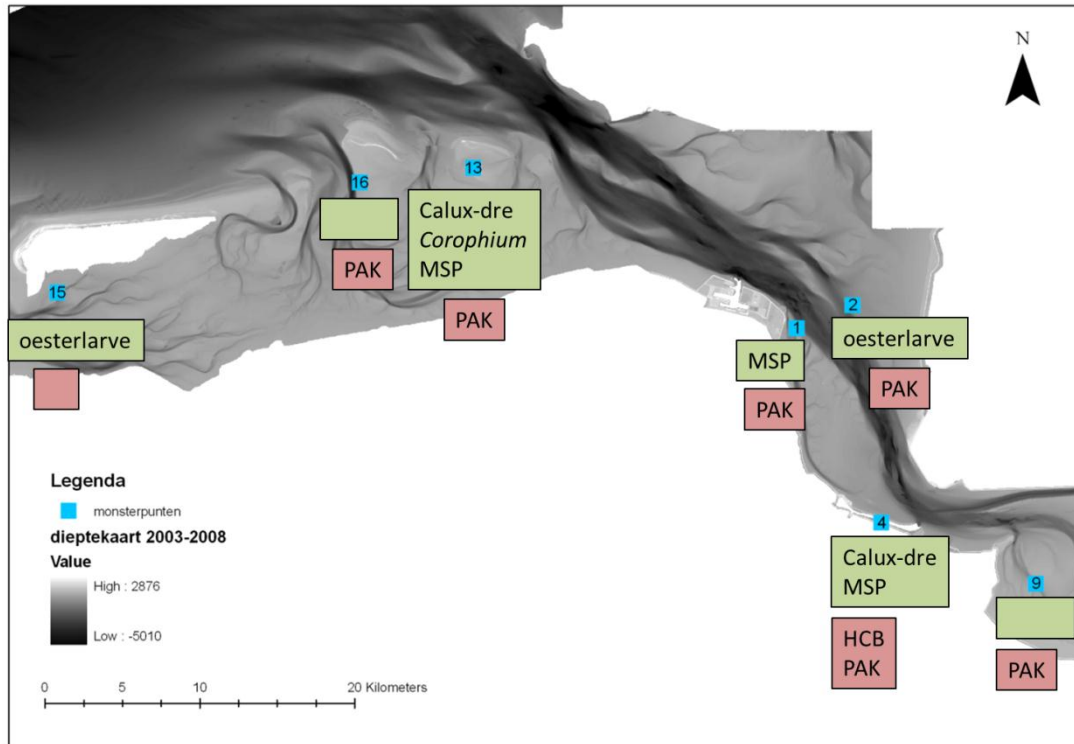 N
16
13
Calux-dre
Corophium
MSP
PAK
PAK
15
oesterlarve
1
MSP
PAK
2
oesterlarve
PAK
4
Calux-dre
MSP
HCB
PAK
9
PAK
Legenda
monsterpunten
dieptekaart 2003-2008
Value
High : 2876
Low : -5010
0 5 10 20 Kilometers